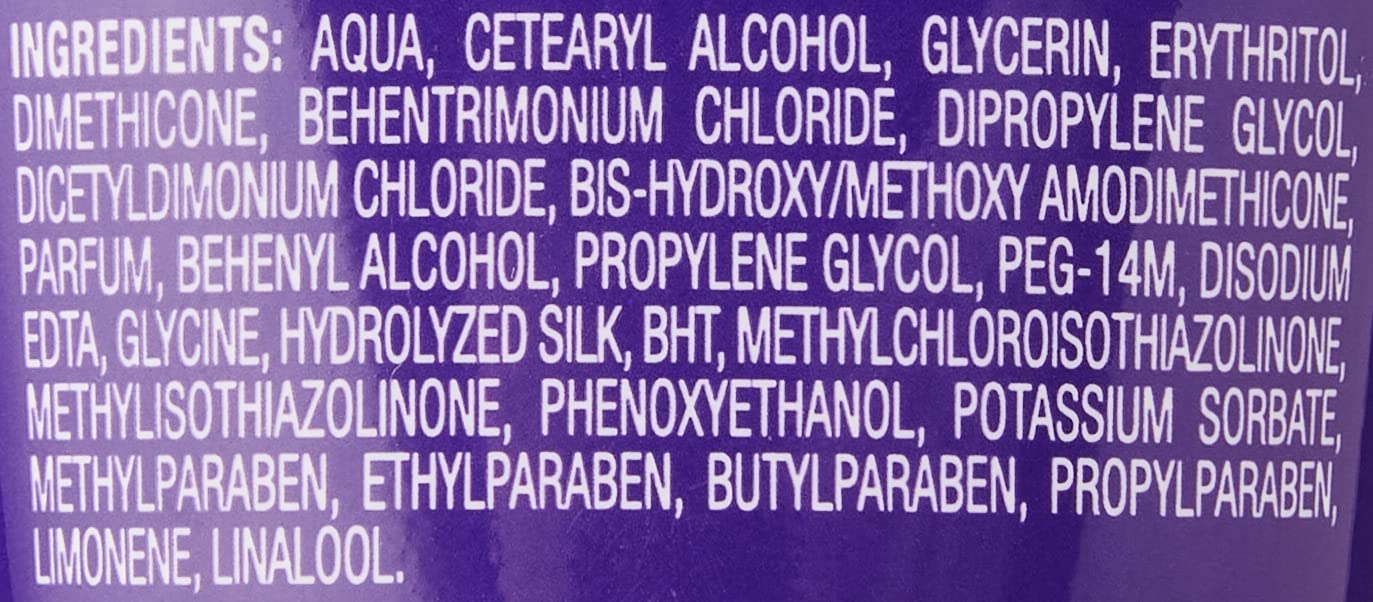 INGREDIENTS: AQUA, CETEARYL ALCOHOL, GLYCERIN, ERYTHRITOL,
DIMETHICONE, BEHENTRIMONIUM CHLORIDE, DIPROPYLENE GLYCOL,
DICETYLDIMONIUM CHLORIDE, BIS-HYDROXY/METHOXY AMODIMETHICONE,
PARFUM, BEHENYL ALCOHOL, PROPYLENE GLYCOL, PEG-14M, DISODIUM
EDTA, GLYCINE, HYDROLYZED SILK, BHT, METHYLCHLOROISOTHIAZOLINONE,
METHYLISOTHIAZOLINONE, PHENOXYETHANOL, POTASSIUM SORBATE,
METHYLPARABEN, ETHYLPARABEN, BUTYLPARABEN, PROPYLPARABEN,
LIMONENE, LINALOOL.